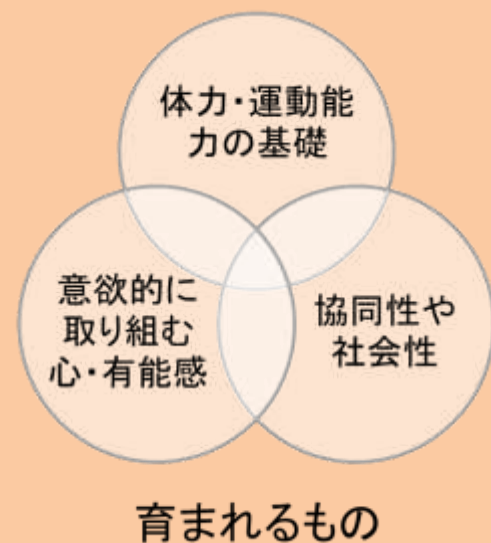 体力・運動能
力の基礎
意欲的に
取り組む
心・有能感
協同性や
社会性
育まれるもの